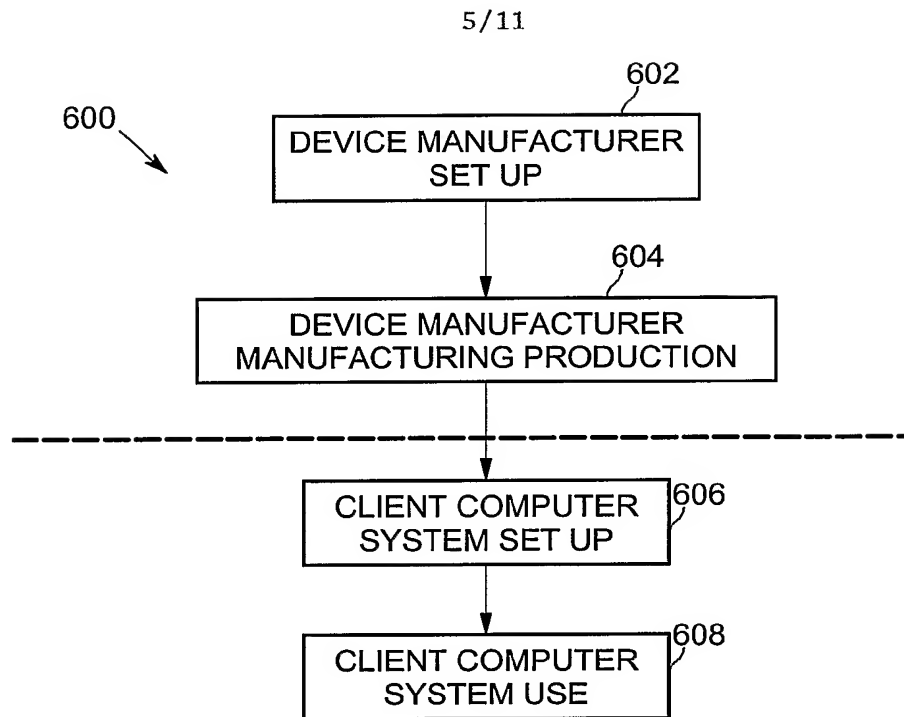 5/11
600
602
DEVICE MANUFACTURER
SET UP
604
DEVICE MANUFACTURER
MANUFACTURING PRODUCTION
606
CLIENT COMPUTER
SYSTEM SET UP
608
CLIENT COMPUTER
SYSTEM USE